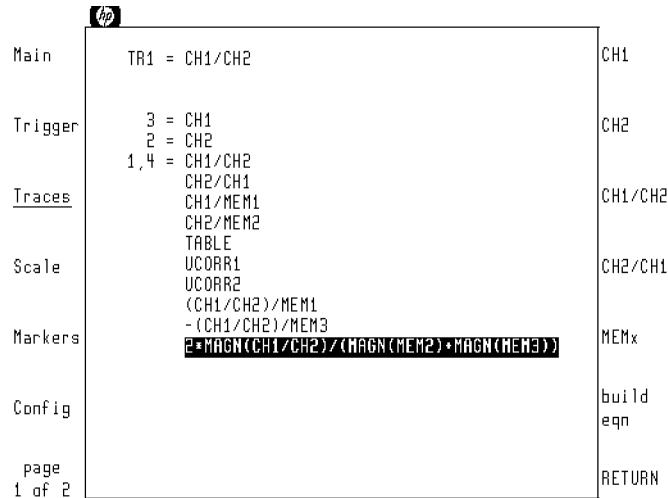 hp
Main
Trigger
Traces
Scale
Markers
Config
page
1 of 2
TR1 = CH1/CH2
3 = CH1
2 = CH2
1,4 = CH1/CH2
CH2/CH1
CH1/MEM1
CH2/MEM2
TABLE
UCORR1
UCORR2
(CH1/CH2)/MEM1
-(CH1/CH2)/MEM3
2*MAGN(CH1/CH2)/(MAGN(MEM2)+MAGN(MEM3))
CH1
CH2
CH1/CH2
CH2/CH1
MEMx
build
eqn
RETURN